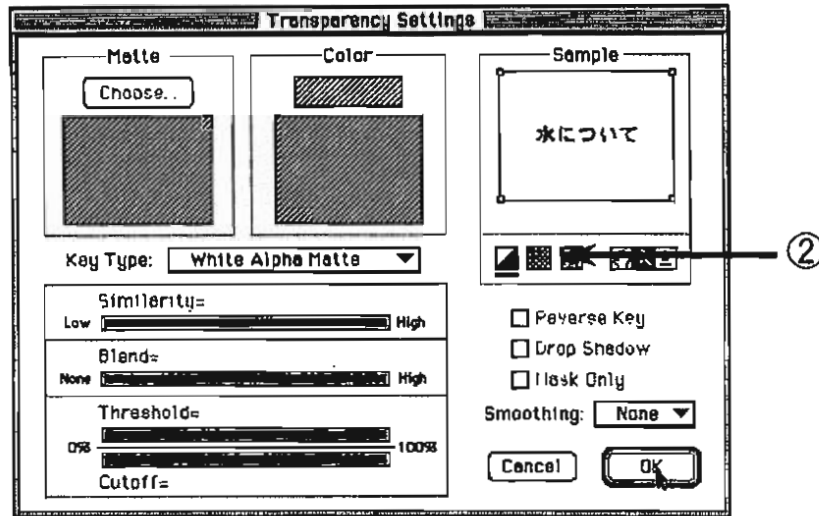 Transparency Settings
Matte
Choose..
Color
Sample
水について
②
Key Type: White Alpha Matte
Similarity=
Low High
Blend=
None High
Threshold=
0% 100%
Cutoff=
Reverse Key
Drop Shadow
Mask Only
Smoothing: None
Cancel OK